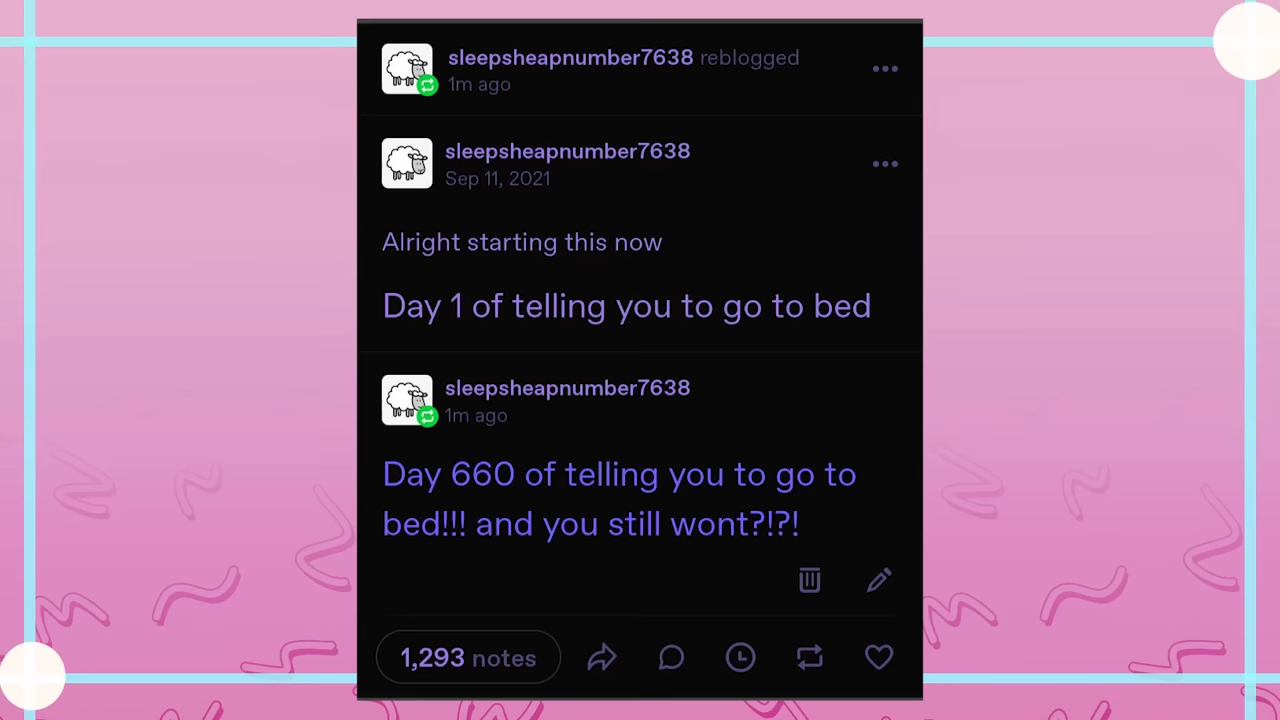 sleepsheapnumber7638 reblogged
1m ago
sleepsheapnumber7638
Sep 11, 2021
Alright starting this now
Day 1 of telling you to go to bed
sleepsheapnumber7638
1m ago
Day 660 of telling you to go to
bed!!! and you still wont?!?!
1,293 notes